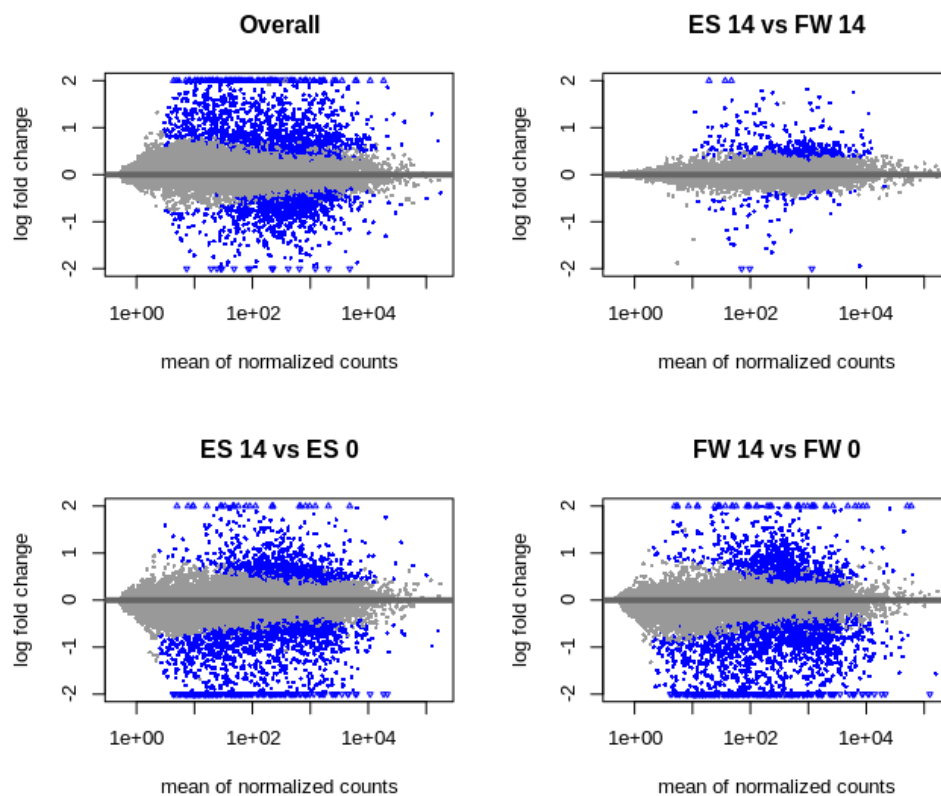 Overall
log fold change
2
1
0
-1
-2
1e+00 1e+02 1e+04
mean of normalized counts
ES 14 vs FW 14
log fold change
2
1
0
-1
-2
1e+00 1e+02 1e+04
mean of normalized counts
ES 14 vs ES 0
log fold change
2
1
0
-1
-2
1e+00 1e+02 1e+04
mean of normalized counts
FW 14 vs FW 0
log fold change
2
1
0
-1
-2
1e+00 1e+02 1e+04
mean of normalized counts